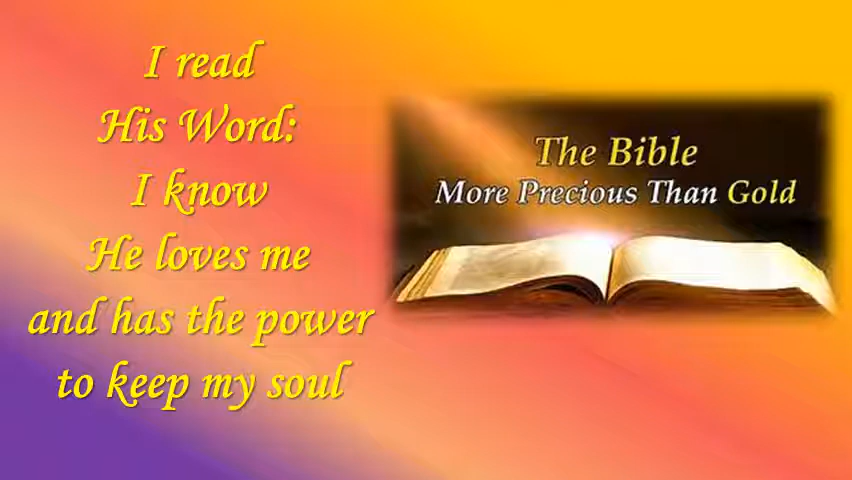 I read
His Word:
I know
He loves me
and has the power
to keep my soul
The Bible
More Precious Than Gold